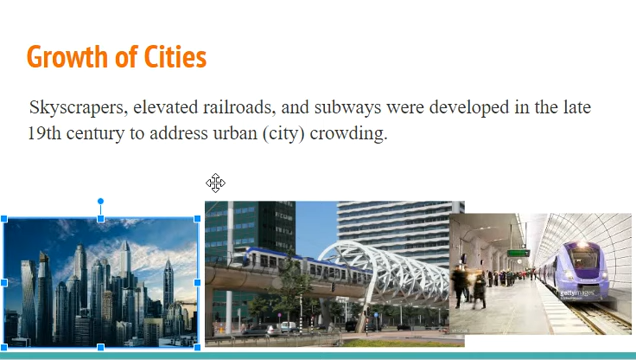 Growth of Cities
Skyscrapers, elevated railroads, and subways were developed in the late
19th century to address urban (city) crowding.
gettyimages